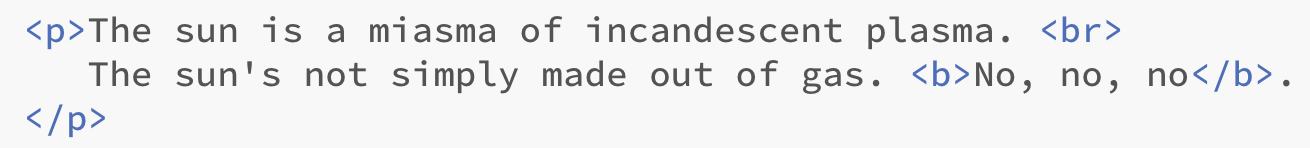 <p>The sun is a miasma of incandescent plasma. <br>
   The sun's not simply made out of gas. <b>No, no, no</b>.
</p>